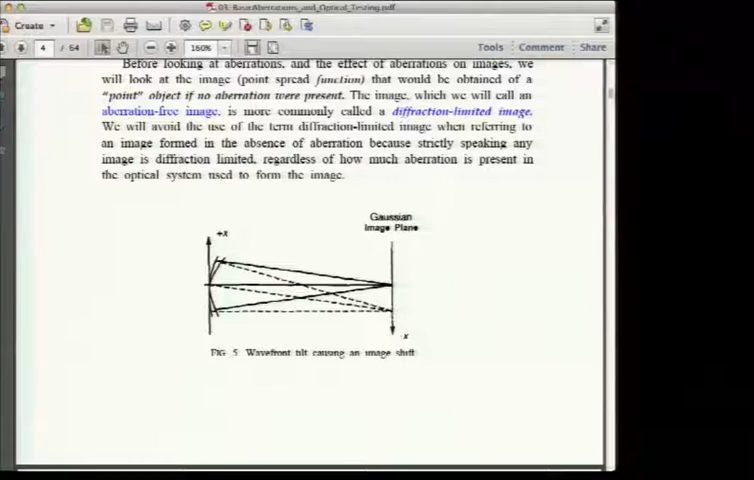 03. BasicAberrations_and_Optical_Testing.pdf
Create
4 / 64
160%
Tools Comment Share
Before looking at aberrations, and the effect of aberrations on images, we
will look at the image (point spread function) that would be obtained of a
"point" object if no aberration were present. The image, which we will call an
aberration-free image, is more commonly called a diffraction-limited image.
We will avoid the use of the term diffraction-limited image when referring to
an image formed in the absence of aberration because strictly speaking any
image is diffraction limited, regardless of how much aberration is present in
the optical system used to form the image.
Gaussian
Image Plane
+x
-x
FIG 5 Wavefront tilt causing an image shift